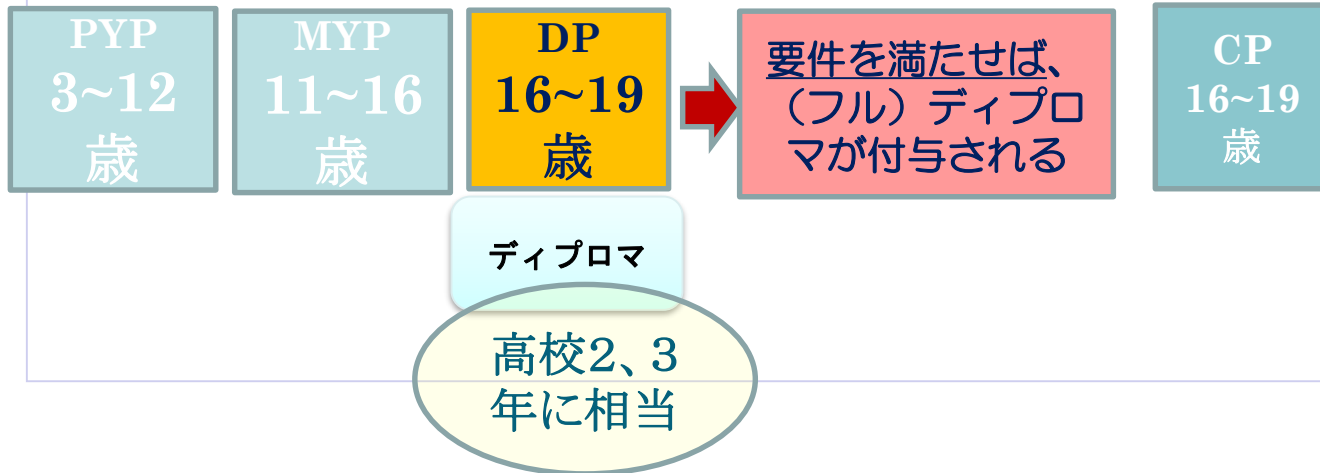 PYP
3~12
歳
MYP
11~16
歳
DP
16~19
歳
要件を満たせば、
（フル）ディプロ
マが付与される
CP
16~19
歳
ディプロマ
高校2、3
年に相当